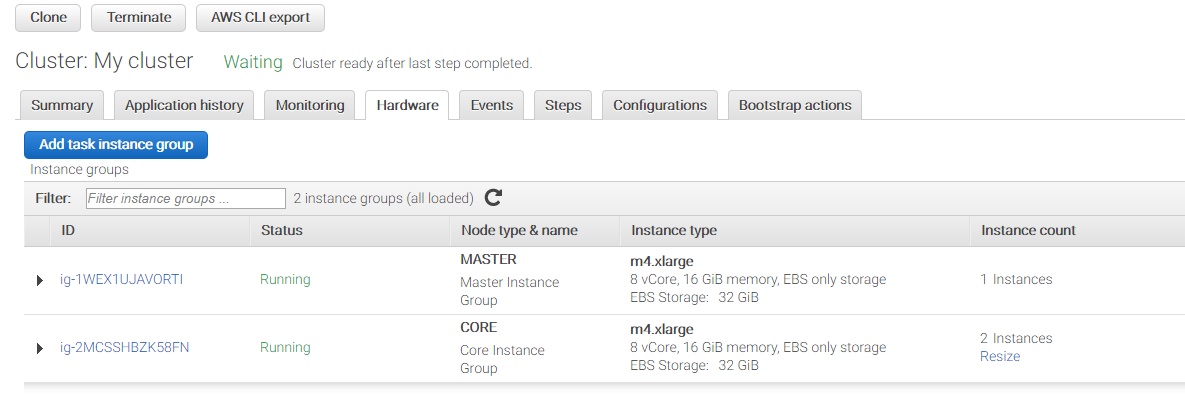 Clone Terminate AWS CLI export
Cluster: My cluster Waiting Cluster ready after last step completed.
Summary Application history Monitoring Hardware Events Steps Configurations Bootstrap actions
Add task instance group
Instance groups
Filter: Filter instance groups ... 2 instance groups (all loaded)
ID Status Node type & name Instance type Instance count
MASTER m4.xlarge
ig-1WEX1UJAVORTI Running Master Instance 8 vCore, 16 GiB memory, EBS only storage 1 Instances
Group EBS Storage: 32 GiB
CORE m4.xlarge
ig-2MCSSHBZK58FN Running Core Instance 8 vCore, 16 GiB memory, EBS only storage 2 Instances
Group EBS Storage: 32 GiB Resize